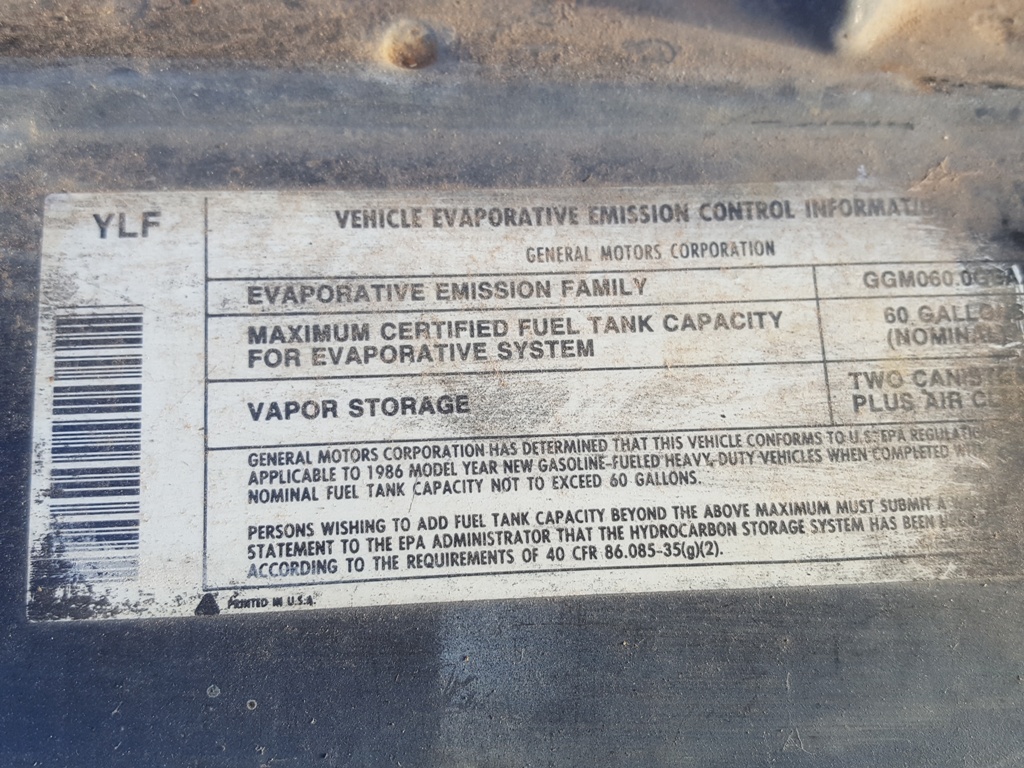 YLF
VEHICLE EVAPORATIVE EMISSION CONTROL
GENERAL MOTORS CORPORATION
EVAPORATIVE EMISSION FAMILY
MAXIMUM CERTIFIED FUEL TANK CAPACITY
FOR EVAPORATIVE SYSTEM
60
VAPOR STORAGE
TWO
PLUS AIR
GENERAL MOTORS CORPORATION HAS DETERMINED THAT THIS VEHICLE CONFORMS TO U.S. EPA
APPLICABLE TO 1986 MODEL YEAR NEW GASOLINE-FUELED HEAVY-DUTY VEHICLES WHEN COMPLETED
NOMINAL FUEL TANK CAPACITY NOT TO EXCEED 60 GALLONS.
PERSONS WISHING TO ADD FUEL TANK CAPACITY BEYOND THE ABOVE MAXIMUM MUST SUBMIT A
STATEMENT TO THE EPA ADMINISTRATOR THAT THE HYDROCARBON STORAGE SYSTEM HAS BEEN
ACCORDING TO THE REQUIREMENTS OF 40 CFR 86.085-35(g)(2).
PRINTED IN U.S.A.